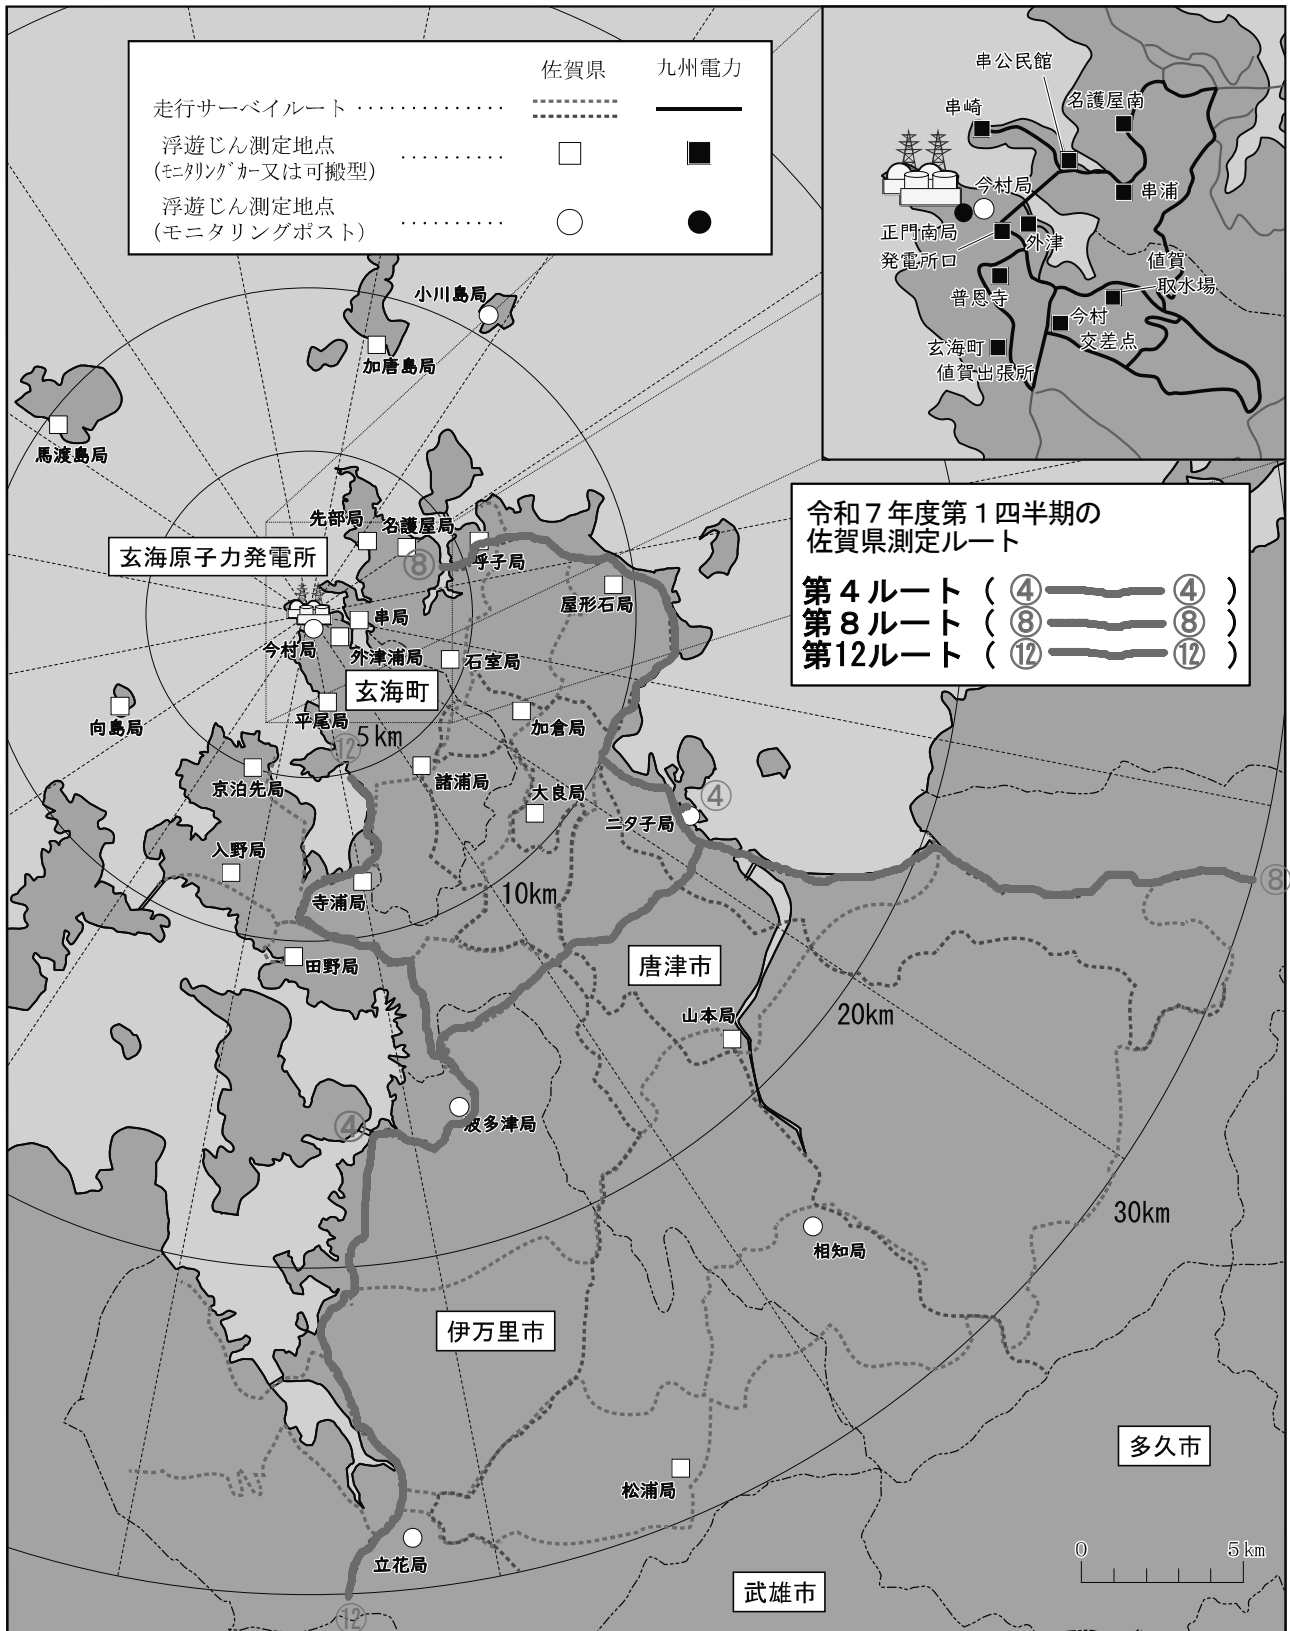 佐賀県
九州電力
走行サーベイルート ‥‥‥‥‥‥‥
浮遊じん測定地点
(ﾓﾆﾀﾘﾝｸﾞｶｰ又は可搬型) ‥‥‥‥‥
浮遊じん測定地点
(モニタリングポスト) ‥‥‥‥‥
串公民館
串崎
名護屋南
今村局
串浦
正門南局
発電所口
外津
値賀
取水場
普恩寺
今村
交差点
玄海町
値賀出張所
令和７年度第１四半期の
佐賀県測定ルート
第４ルート（ ④ ④ ）
第８ルート（ ⑧ ⑧ ）
第12ルート（ ⑫ ⑫ ）
小川島局
加唐島局
馬渡島局
先部局
名護屋局
⑧
呼子局
玄海原子力発電所
屋形石局
串局
今村局
外津浦局
石室局
玄海町
向島局
平尾局
加倉局
5km
⑫
京泊先局
諸浦局
大良局
④
二タ子局
入野局
寺浦局
10km
⑧
田野局
唐津市
山本局
20km
④
波多津局
30km
相知局
伊万里市
多久市
松浦局
立花局
武雄市
0
5km
⑫